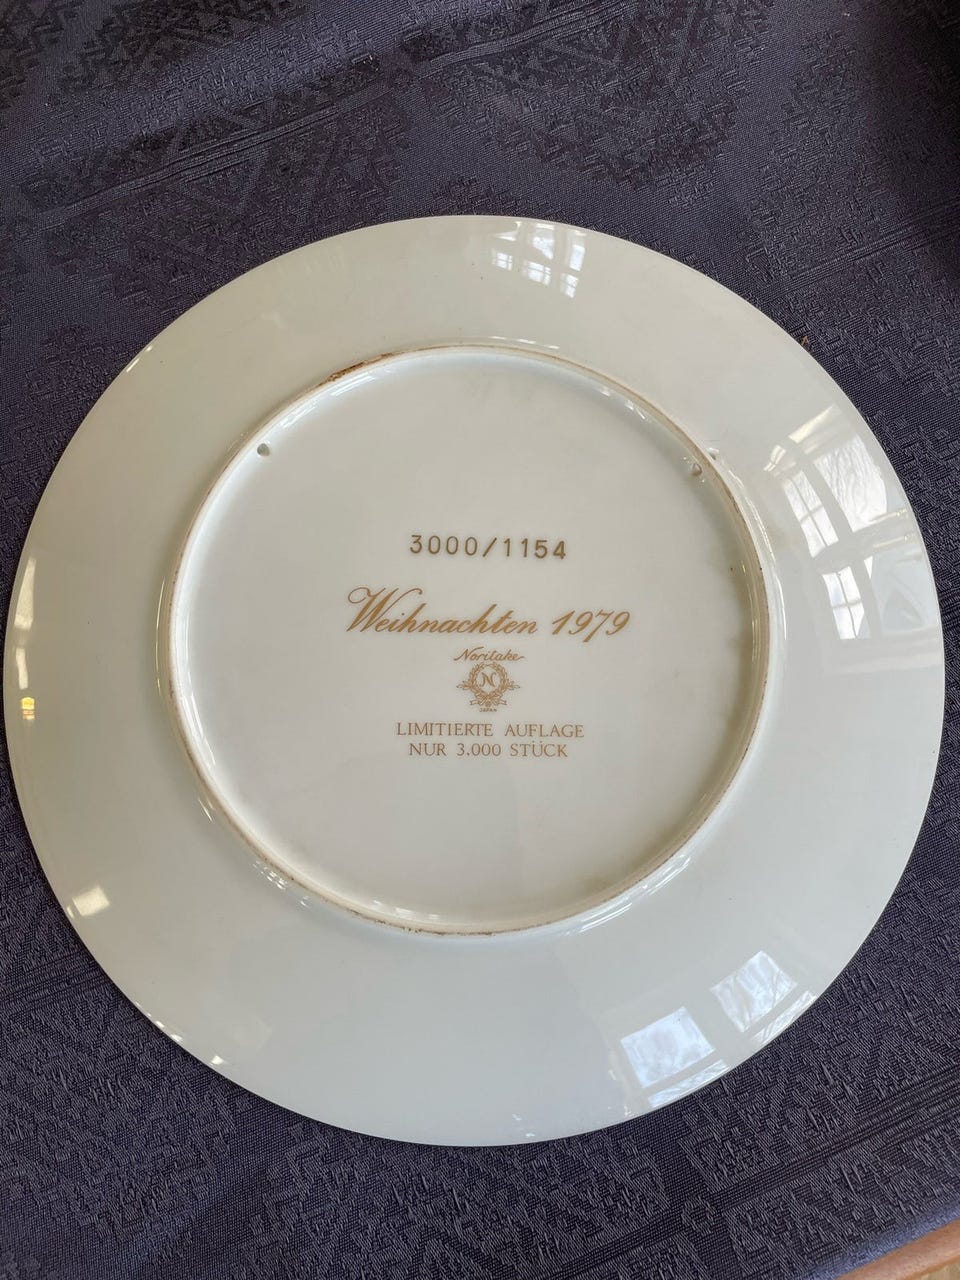 3000/1154
Weihnachten 1979
Noritake
N
JAPAN
LIMITIERTE AUFLAGE
NUR 3.000 STÜCK